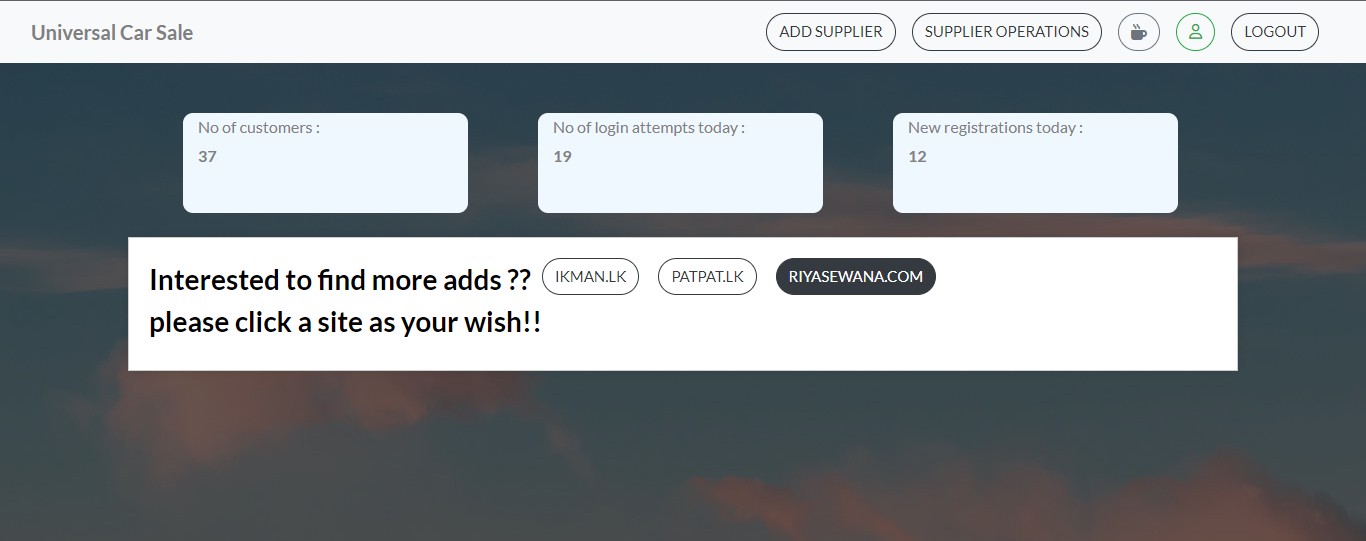 Universal Car Sale
ADD SUPPLIER
SUPPLIER OPERATIONS
LOGOUT
No of customers :
37
No of login attempts today :
19
New registrations today :
12
Interested to find more adds ??
IKMAN.LK
PATPAT.LK
RIYASEWANA.COM
please click a site as your wish!!